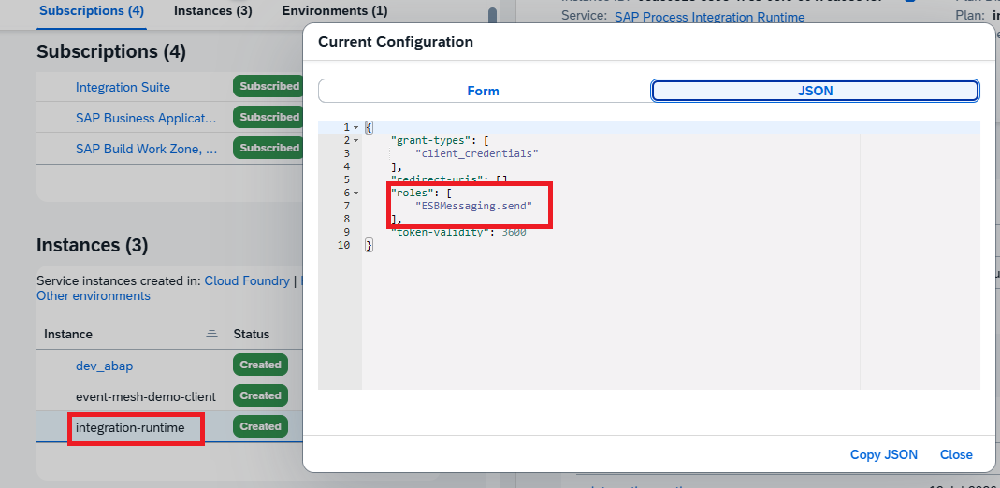 Subscriptions (4) Instances (3) Environments (1)
Service: SAP Process Integration Runtime
Plan:
Subscriptions (4)
Integration Suite Subscribed
SAP Business Applicat... Subscribed
SAP Build Work Zone, ... Subscribed
Instances (3)
Service instances created in: Cloud Foundry |
Other environments
Instance Status
dev_abap Created
event-mesh-demo-client Created
integration-runtime Created
Current Configuration
Form JSON
1 {
2 "grant-types": [
3 "client_credentials"
4 ],
5 "redirect-uris": [],
6 "roles": [
7 "ESBMessaging.send"
8 ],
9 "token-validity": 3600
10 }
Copy JSON Close